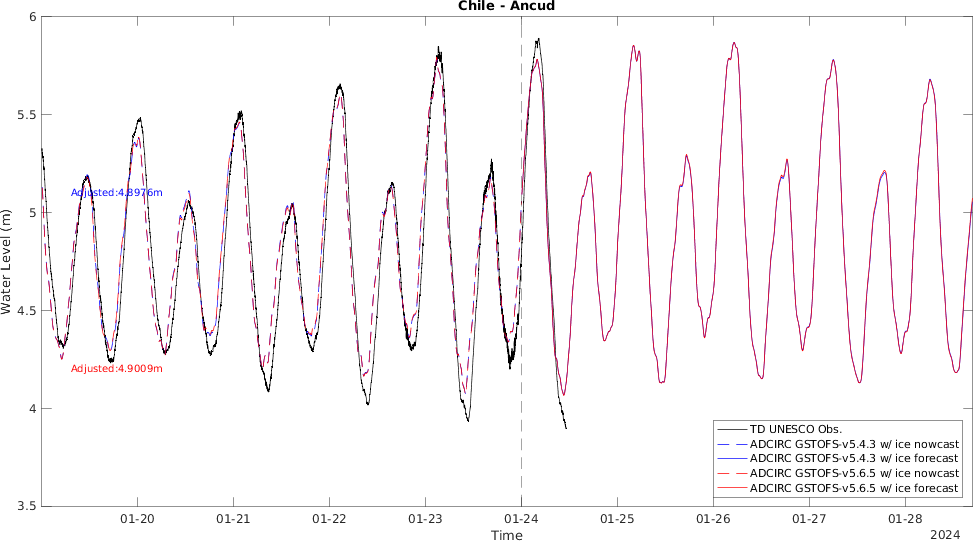 Chile - Ancud
6
5.5
5
4.5
4
3.5
Water Level (m)
Adjusted:4.8976m
Adjusted:4.9009m
TD UNESCO Obs.
ADCIRC GSTOFS-v5.4.3 w/ ice nowcast
ADCIRC GSTOFS-v5.4.3 w/ ice forecast
ADCIRC GSTOFS-v5.6.5 w/ ice nowcast
ADCIRC GSTOFS-v5.6.5 w/ ice forecast
01-20 01-21 01-22 01-23 01-24 01-25 01-26 01-27 01-28
Time
2024